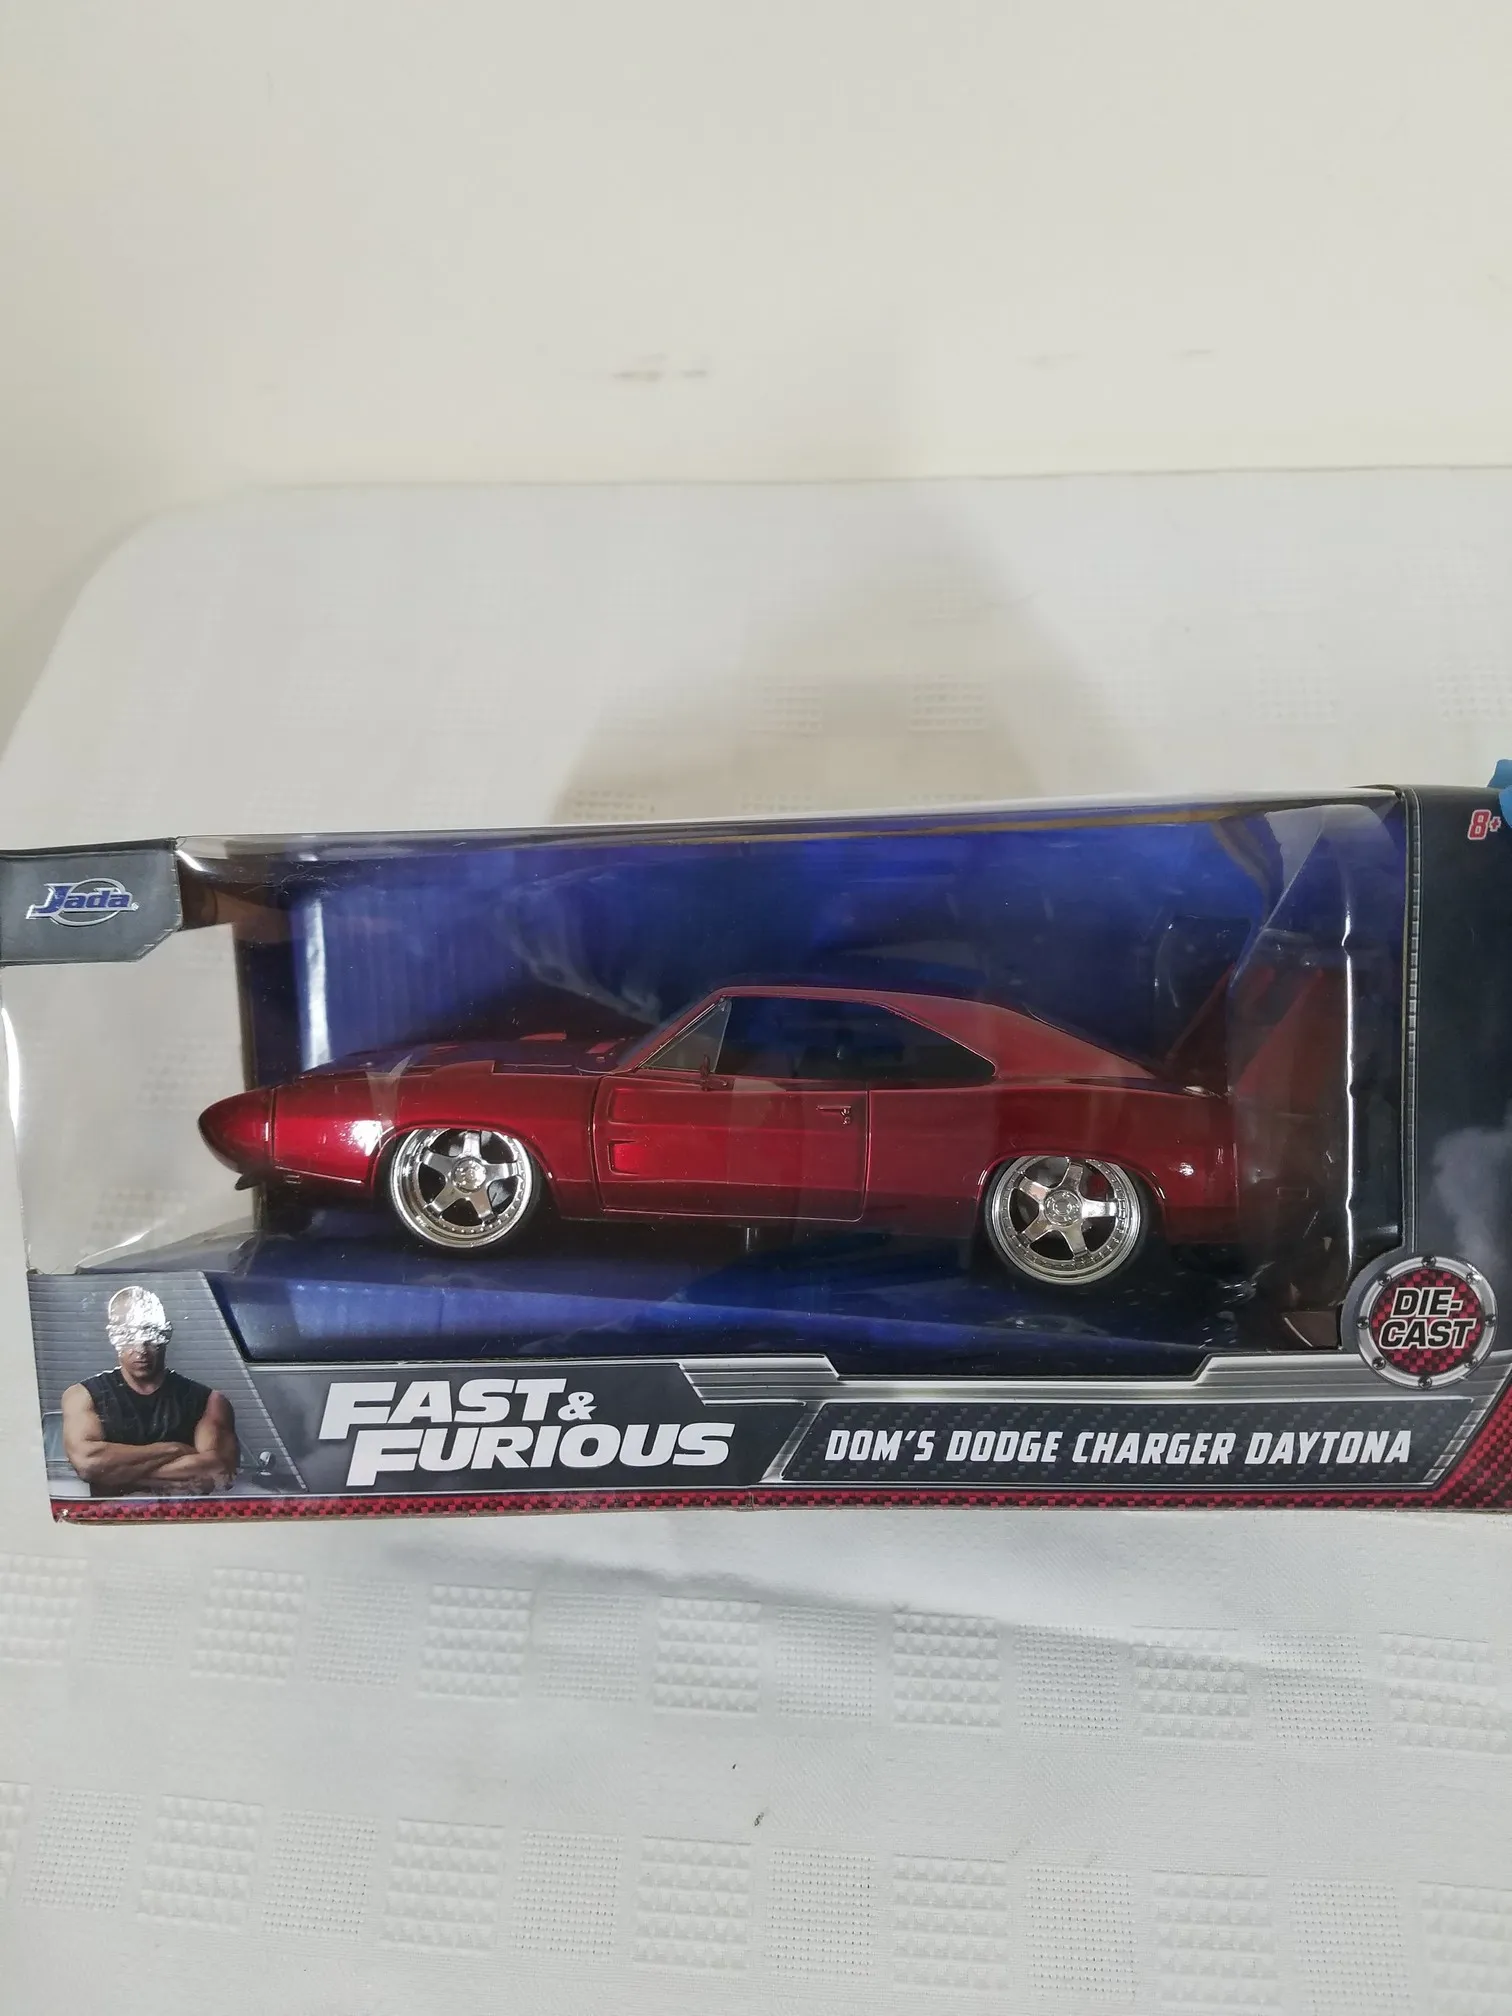 8+
Jada
DIE-
CAST
FAST &
FURIOUS
DOM'S DODGE CHARGER DAYTONA